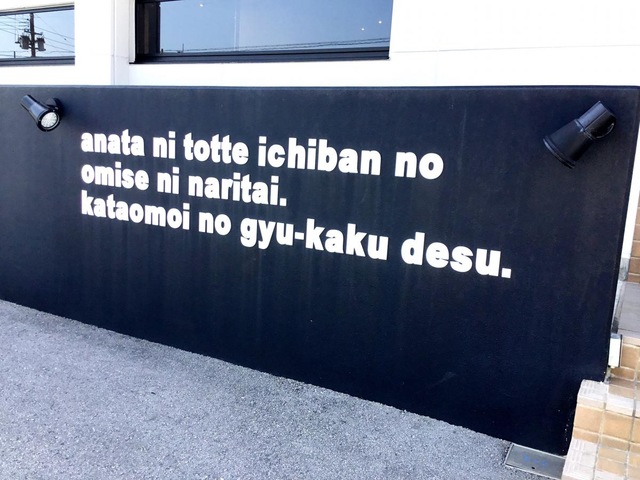 anata ni totte ichiban no
omise ni naritai.
kataomoi no gyu-kaku desu.